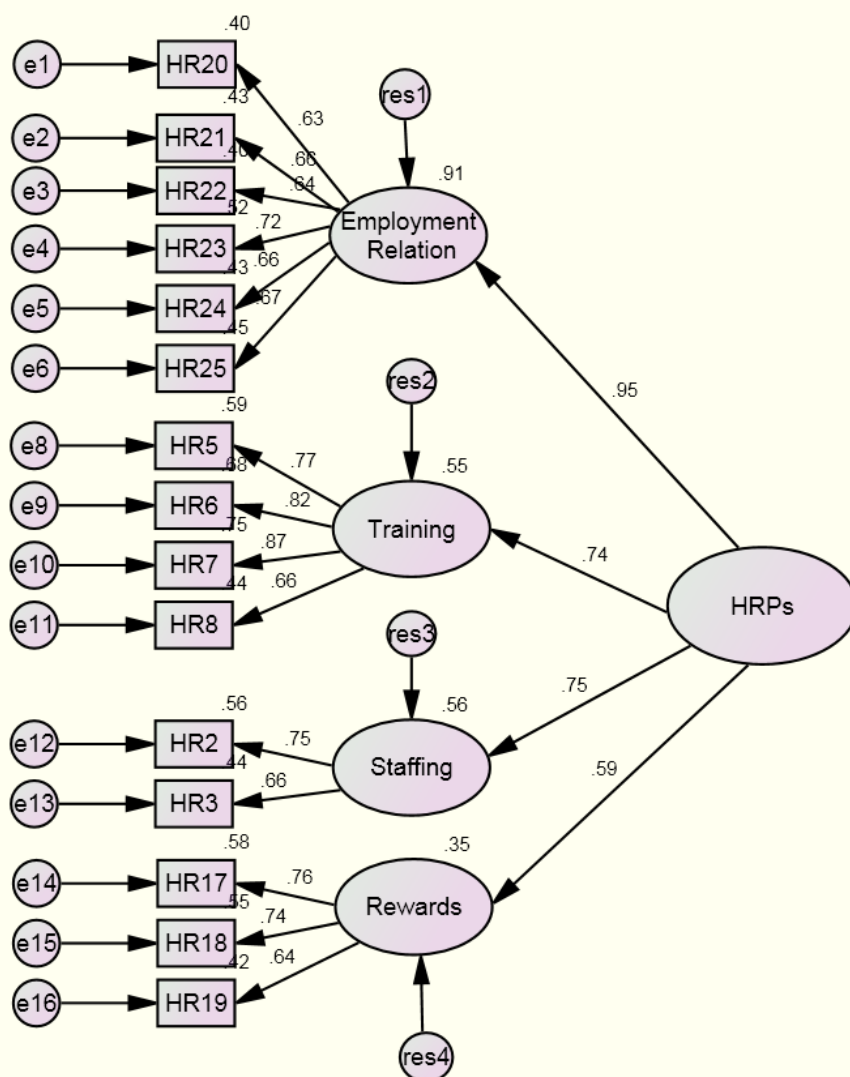 .40
e1
HR20
res1
.43
.63
e2
HR21
.66
.91
.40
e3
HR22
.64
Employment
Relation
.52
.72
e4
HR23
.66
.43
e5
HR24
.67
.45
e6
HR25
res2
.95
.59
e8
HR5
.77
.55
.68
e9
HR6
.82
Training
.75
e10
HR7
.87
.74
.44
.66
e11
HR8
res3
HRPs
.56
.56
.75
e12
HR2
.75
Staffing
.44
e13
HR3
.66
.59
.58
.35
e14
HR17
.76
Rewards
.55
e15
HR18
.74
.42
.64
e16
HR19
res4